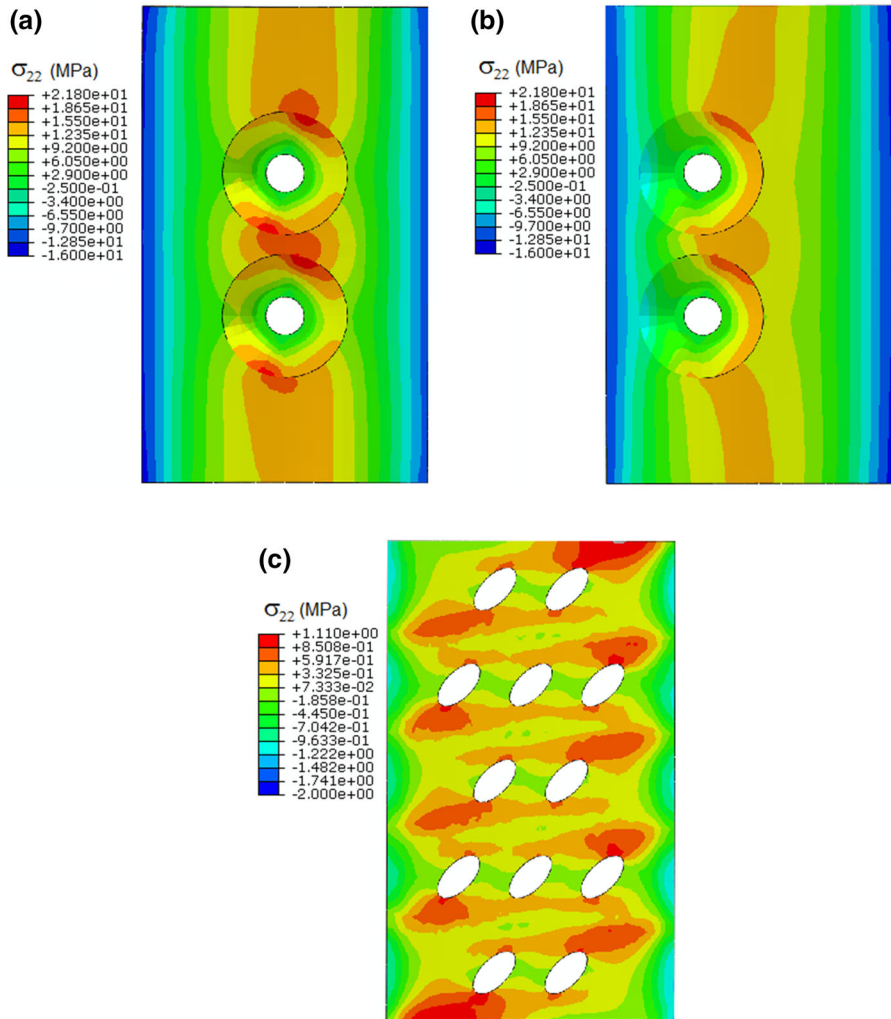 (a)
σ22 (MPa)
+2.180e+01
+1.865e+01
+1.550e+01
+1.235e+01
+9.200e+00
+6.050e+00
+2.900e+00
-2.500e-01
-3.400e+00
-6.550e+00
-9.700e+00
-1.285e+01
-1.600e+01
(b)
σ22 (MPa)
+2.180e+01
+1.865e+01
+1.550e+01
+1.235e+01
+9.200e+00
+6.050e+00
+2.900e+00
-2.500e-01
-3.400e+00
-6.550e+00
-9.700e+00
-1.285e+01
-1.600e+01
(c)
σ22 (MPa)
+1.110e+00
+8.508e-01
+5.917e-01
+3.325e-01
+7.333e-02
-1.858e-01
-4.450e-01
-7.042e-01
-9.633e-01
-1.222e+00
-1.482e+00
-1.741e+00
-2.000e+00